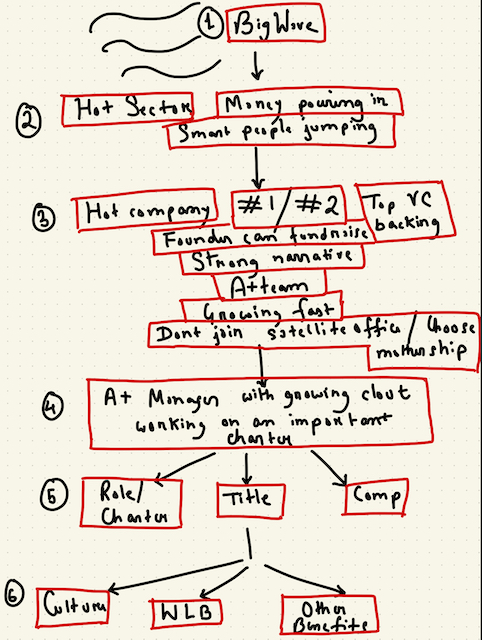 1 Big Wave
2 Hot Sector Money pouring in
Smart people jumping
3 Hot company #1/#2 Top VC
backing
Founder can fundraise
Strong narrative
A+ team
Growing fast
Dont join satellite office / Choose
mothership
4 A+ Manager with growing clout
working on an important
charter
5 Role/ Title Comp
Charter
6 Culture WLB Other
Benefits